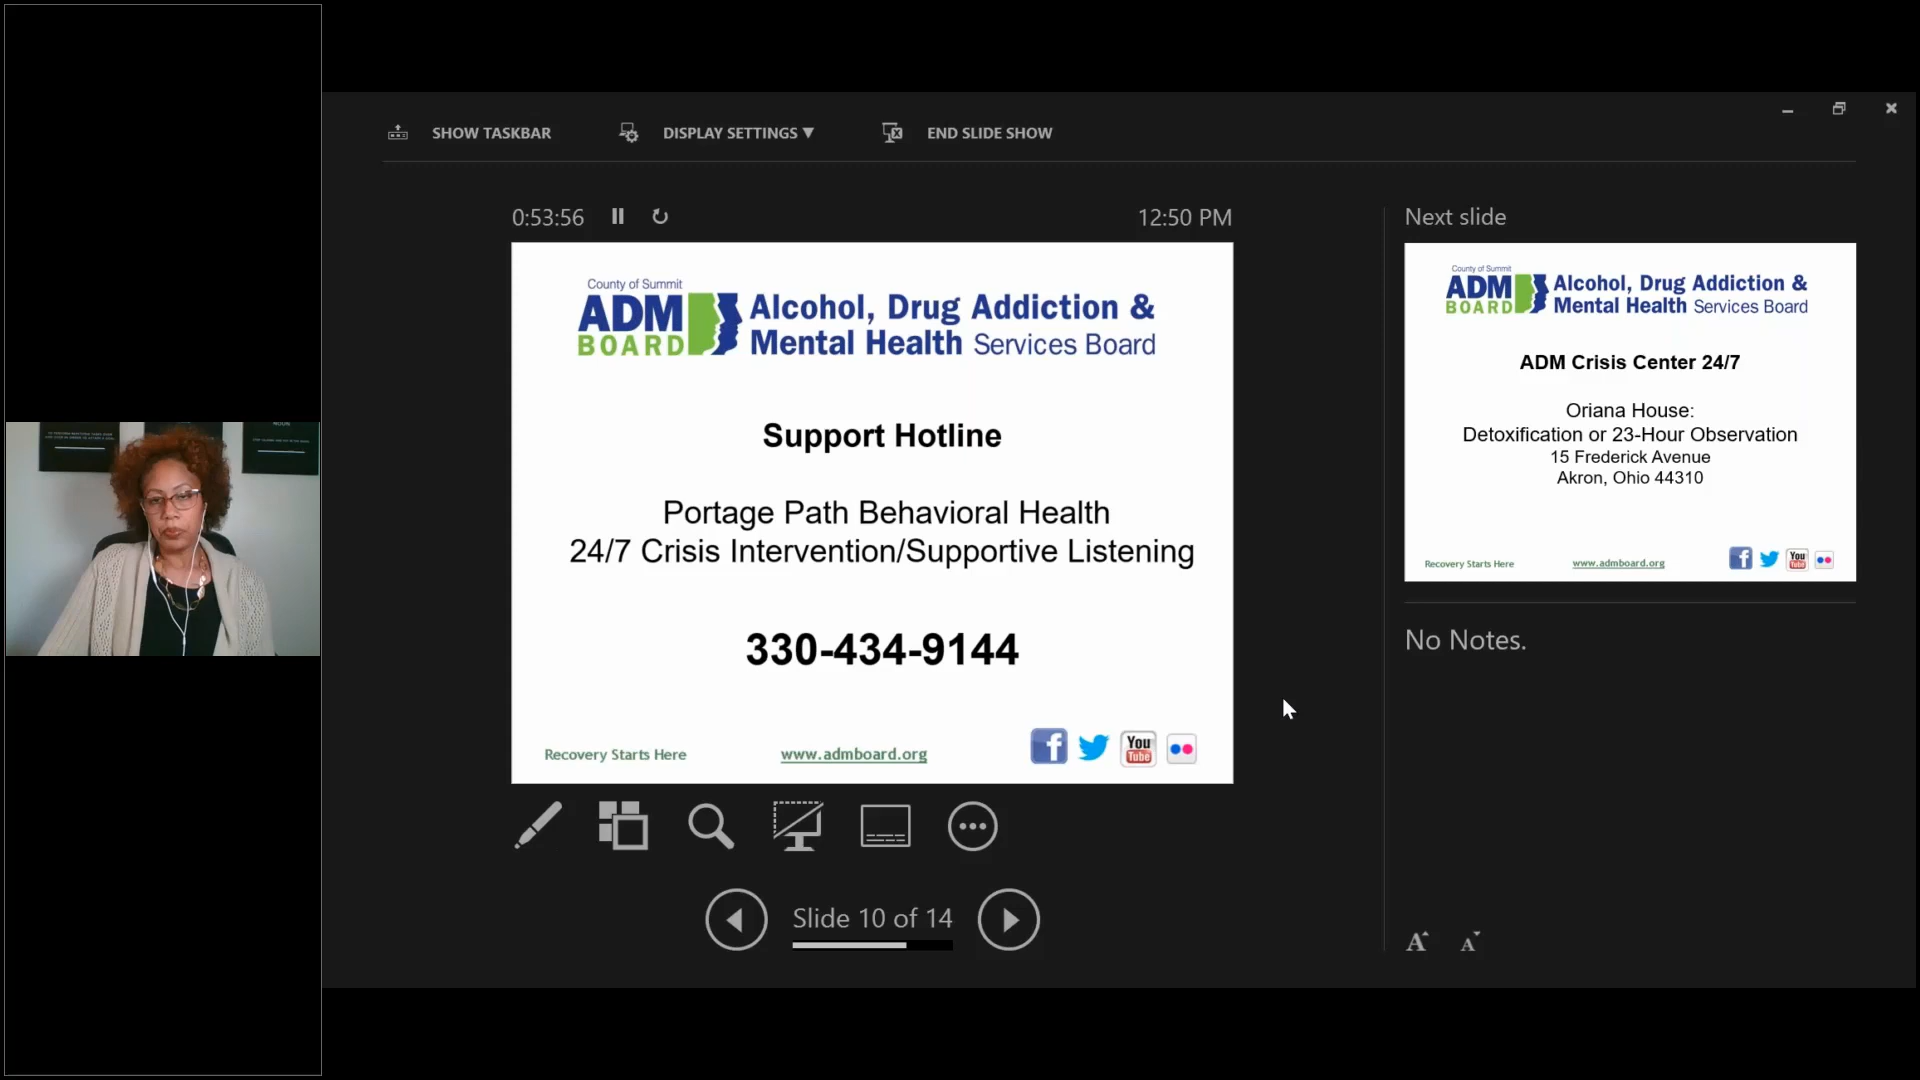 SHOW TASKBAR
DISPLAY SETTINGS ▼
END SLIDE SHOW
0:53:56
12:50 PM
County of Summit
ADM
BOARD
Alcohol, Drug Addiction &
Mental Health Services Board
Support Hotline
Portage Path Behavioral Health
24/7 Crisis Intervention/Supportive Listening
330-434-9144
Recovery Starts Here
www.admboard.org
f
You
Tube
Slide 10 of 14
Next slide
County of Summit
ADM
BOARD
Alcohol, Drug Addiction &
Mental Health Services Board
ADM Crisis Center 24/7
Oriana House:
Detoxification or 23-Hour Observation
15 Frederick Avenue
Akron, Ohio 44310
Recovery Starts Here
www.admboard.org
f
You
Tube
No Notes.
A
A